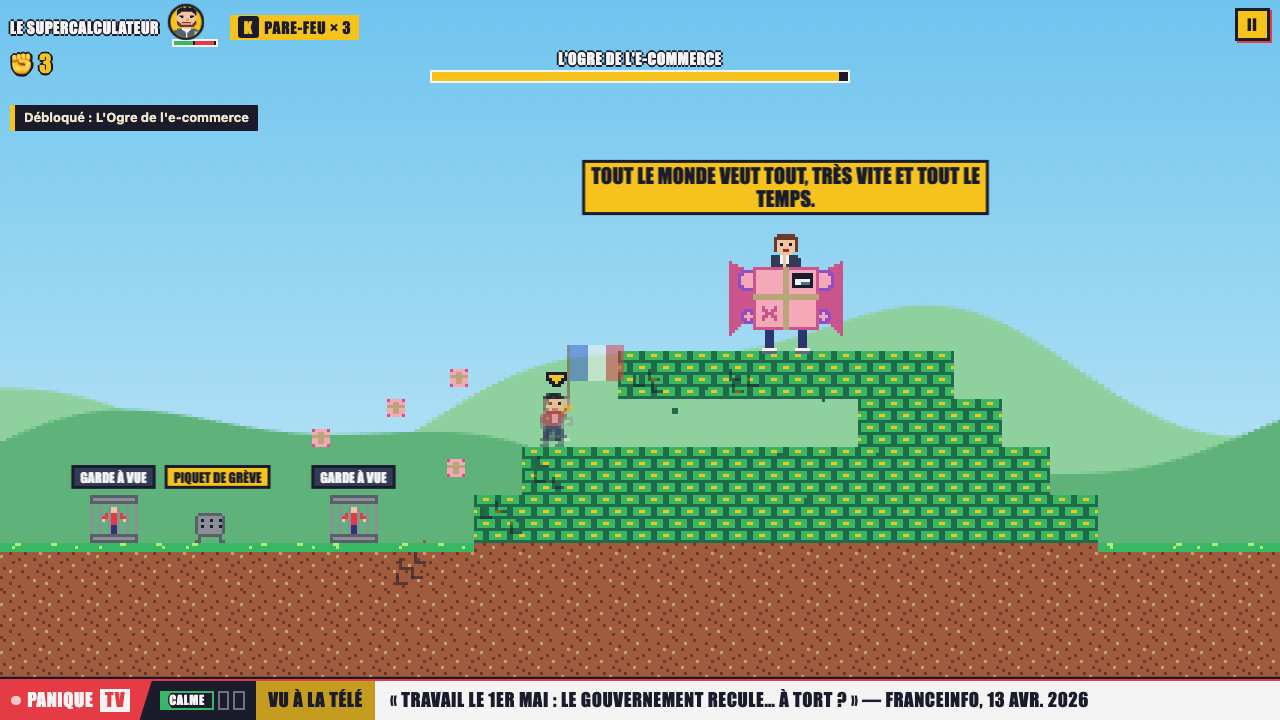 LE SUPERCALCULATEUR
K PARE-FEU × 3
3
L'OGRE DE L'E-COMMERCE
Débloqué : L'Ogre de l'e-commerce
TOUT LE MONDE VEUT TOUT, TRÈS VITE ET TOUT LE
TEMPS.
GARDE À VUE
PIQUET DE GRÈVE
GARDE À VUE
PANIQUE TV
CALME
VU À LA TÉLÉ
« TRAVAIL LE 1ER MAI : LE GOUVERNEMENT RECULE... À TORT ? » — FRANCEINFO, 13 AVR. 2026